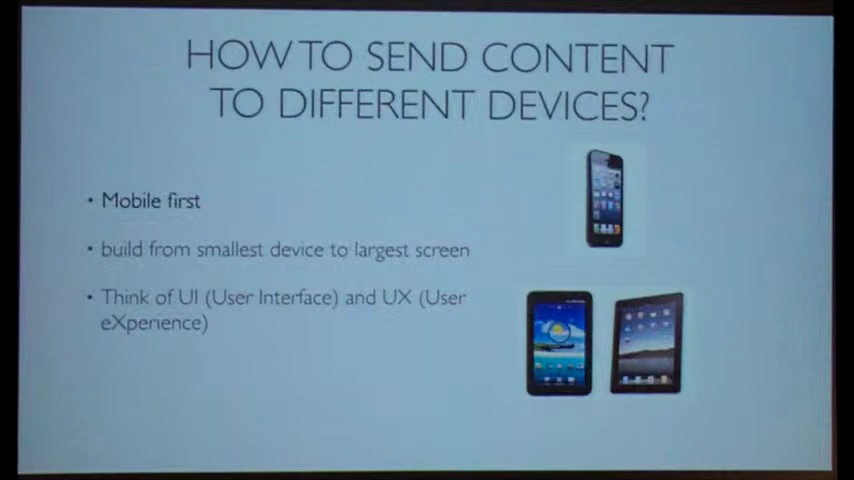 HOW TO SEND CONTENT
TO DIFFERENT DEVICES?
• Mobile first
• build from smallest device to largest screen
• Think of UI (User Interface) and UX (User
eXperience)